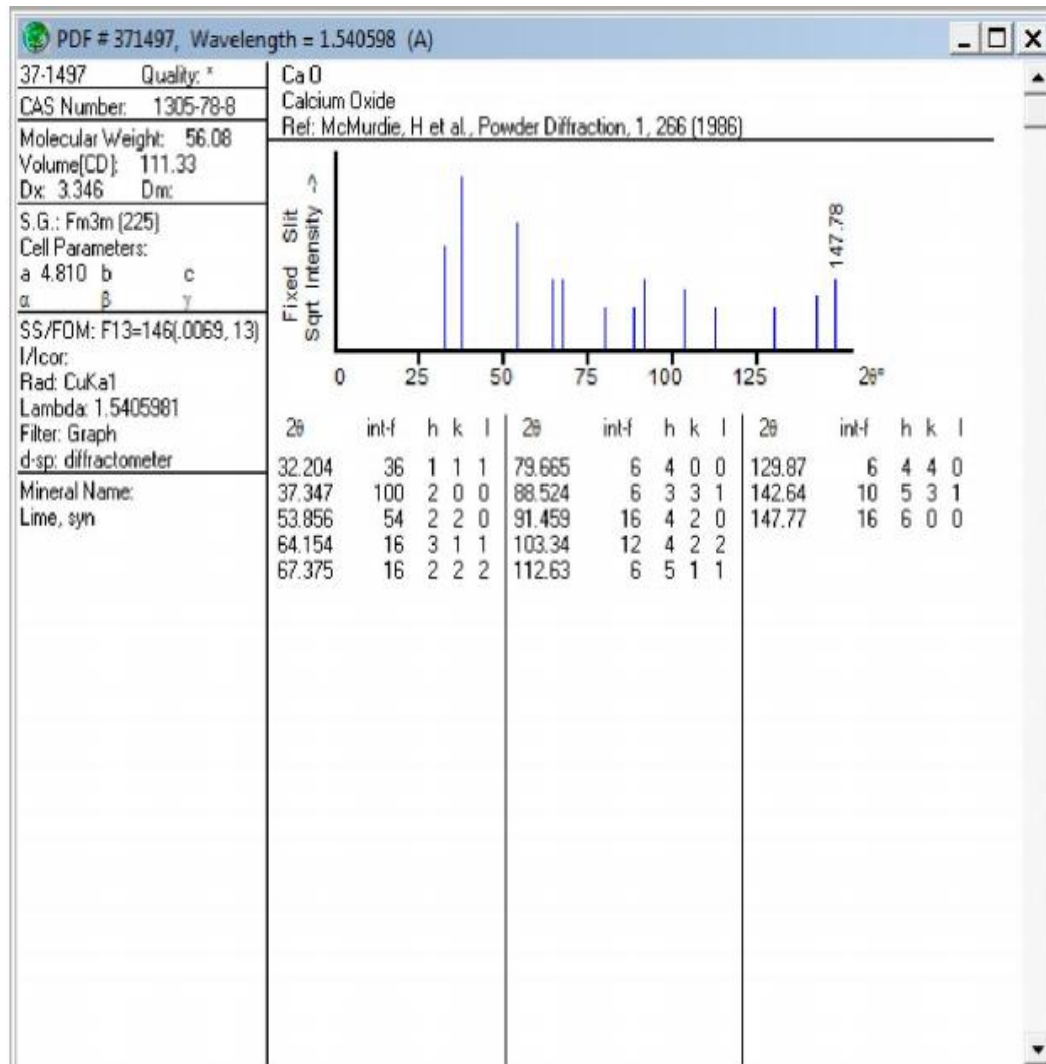 PDF # 371497, Wavelength = 1.540598 (A)
37-1497 Quality: *
CAS Number: 1305-78-8
Molecular Weight: 56.08
Volume[CD]: 111.33
Dx: 3.346 Dm:
S.G.: Fm3m (225)
Cell Parameters:
a 4.810 b c
α β γ
SS/FOM: F13=146(.0069, 13)
I/Icor:
Rad: CuKa1
Lambda: 1.5405981
Filter: Graph
d-sp: diffractometer
Mineral Name:
Lime, syn
Ca O
Calcium Oxide
Ref: McMurdie, H et al., Powder Diffraction, 1, 266 (1986)
Fixed Slit
Sqrt Intensity ->
147.78
0 25 50 75 100 125 2θ°
2θ int-f h k l 2θ int-f h k l 2θ int-f h k l
32.204 36 1 1 1 79.665 6 4 0 0 129.87 6 4 4 0
37.347 100 2 0 0 88.524 6 3 3 1 142.64 10 5 3 1
53.856 54 2 2 0 91.459 16 4 2 0 147.77 16 6 0 0
64.154 16 3 1 1 103.34 12 4 2 2
67.375 16 2 2 2 112.63 6 5 1 1